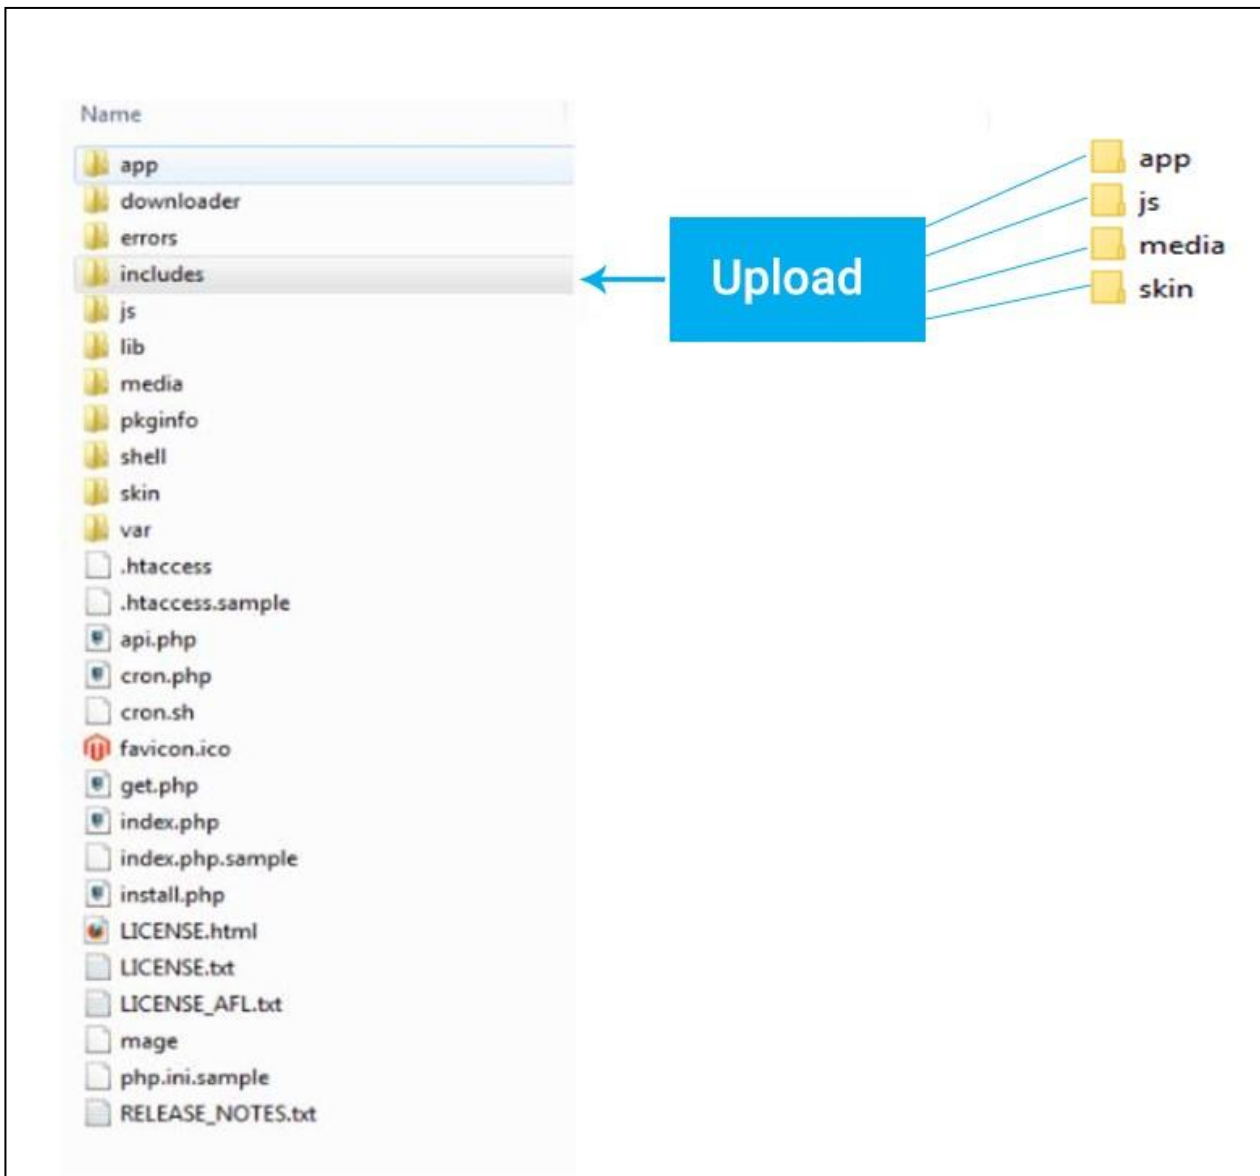 Name
app
downloader
errors
includes
js
lib
media
pkginfo
shell
skin
var
.htaccess
.htaccess.sample
api.php
cron.php
cron.sh
favicon.ico
get.php
index.php
index.php.sample
install.php
LICENSE.html
LICENSE.txt
LICENSE_AFL.txt
mage
php.ini.sample
RELEASE_NOTES.txt
Upload
app
js
media
skin